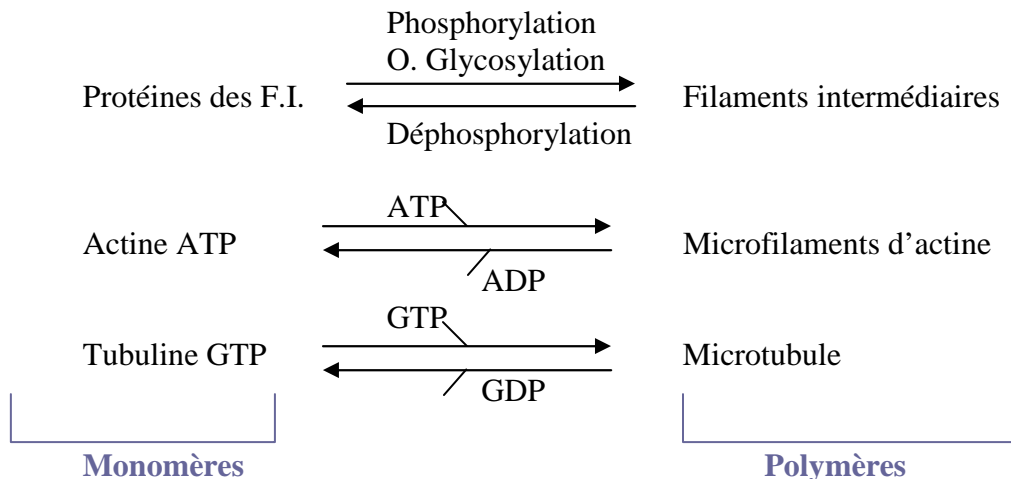 Phosphorylation
O. Glycosylation
Protéines des F.I.
Filaments intermédiaires
Déphosphorylation
ATP
Actine ATP
Microfilaments d’actine
ADP
GTP
Tubuline GTP
Microtubule
GDP
Monomères
Polymères